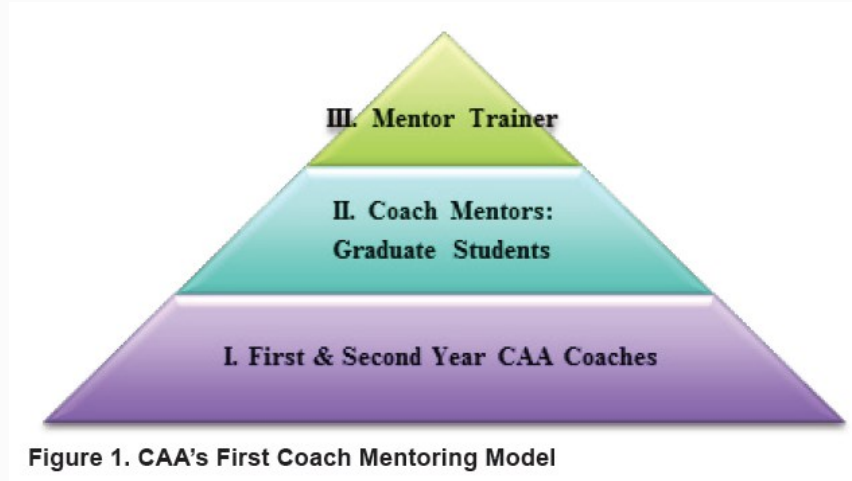 III. Mentor Trainer
II. Coach Mentors:
Graduate Students
I. First & Second Year CAA Coaches
Figure 1. CAA's First Coach Mentoring Model